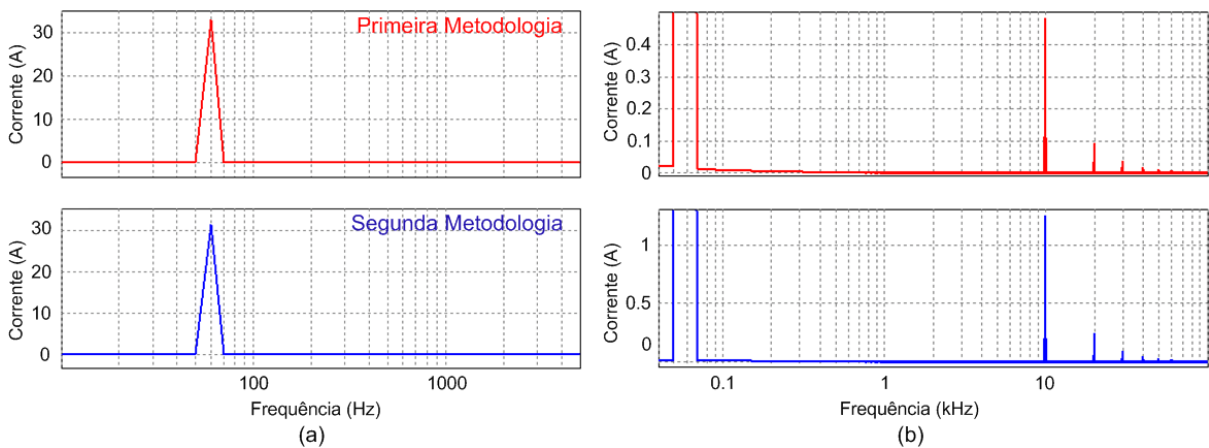 Primeira Metodologia
Corrente (A)
30
20
10
0
Segunda Metodologia
Corrente (A)
30
20
10
0
100
1000
Frequência (Hz)
(a)
Corrente (A)
0.4
0.3
0.2
0.1
0
Corrente (A)
1
0.5
0
0.1
1
10
Frequência (kHz)
(b)